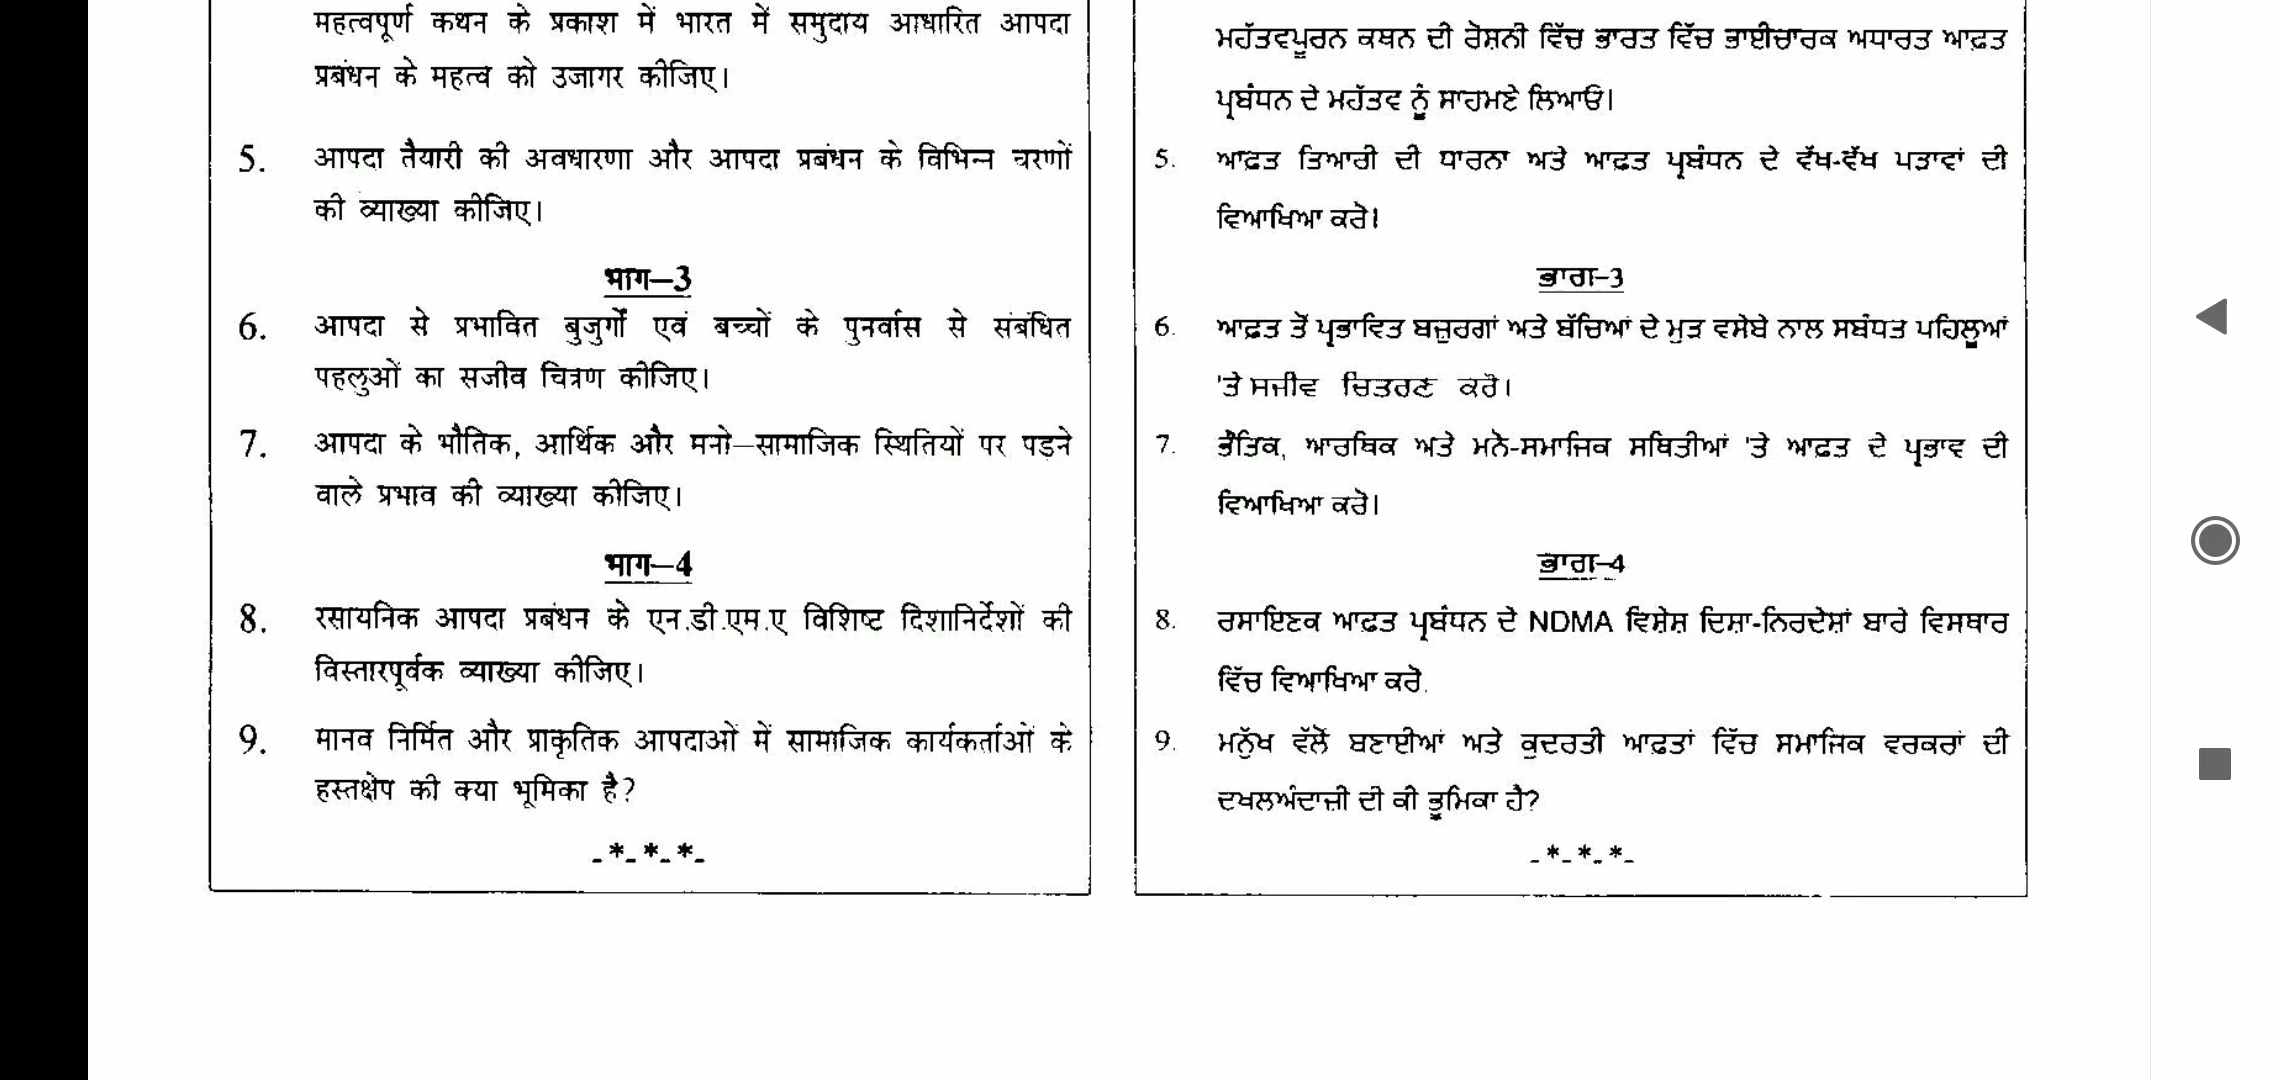 महत्वपूर्ण कथन के प्रकाश में भारत में समुदाय आधारित आपदा
प्रबंधन के महत्व को उजागर कीजिए।
5. आपदा तैयारी की अवधारणा और आपदा प्रबंधन के विभिन्न चरणों
की व्याख्या कीजिए।
भाग–3
6. आपदा से प्रभावित बुजुर्गों एवं बच्चों के पुनर्वास से संबंधित
पहलुओं का सजीव चित्रण कीजिए।
7. आपदा के भौतिक, आर्थिक और मनो–सामाजिक स्थितियों पर पड़ने
वाले प्रभाव की व्याख्या कीजिए।
भाग–4
8. रसायनिक आपदा प्रबंधन के एन.डी.एम.ए विशिष्ट दिशानिर्देशों की
विस्तारपूर्वक व्याख्या कीजिए।
9. मानव निर्मित और प्राकृतिक आपदाओं में सामाजिक कार्यकर्ताओं के
हस्तक्षेप की क्या भूमिका है?
_*_*_*_
ਮਹੱਤਵਪੂਰਨ ਕਥਨ ਦੀ ਰੋਸ਼ਨੀ ਵਿੱਚ ਭਾਰਤ ਵਿੱਚ ਭਾਈਚਾਰਕ ਅਧਾਰਤ ਆਫ਼ਤ
ਪ੍ਰਬੰਧਨ ਦੇ ਮਹੱਤਵ ਨੂੰ ਸਾਹਮਣੇ ਲਿਆਓ।
5. ਆਫ਼ਤ ਤਿਆਰੀ ਦੀ ਧਾਰਨਾ ਅਤੇ ਆਫ਼ਤ ਪ੍ਰਬੰਧਨ ਦੇ ਵੱਖ-ਵੱਖ ਪੜਾਵਾਂ ਦੀ
ਵਿਆਖਿਆ ਕਰੋ।
ਭਾਗ–3
6. ਆਫ਼ਤ ਤੋਂ ਪ੍ਰਭਾਵਿਤ ਬਜ਼ੁਰਗਾਂ ਅਤੇ ਬੱਚਿਆਂ ਦੇ ਮੁੜ ਵਸੇਬੇ ਨਾਲ ਸਬੰਧਤ ਪਹਿਲੂਆਂ
'ਤੇ ਸਜੀਵ ਚਿਤਰਣ ਕਰੋ।
7. ਭੌਤਿਕ, ਆਰਥਿਕ ਅਤੇ ਮਨੋ-ਸਮਾਜਿਕ ਸਥਿਤੀਆਂ 'ਤੇ ਆਫ਼ਤ ਦੇ ਪ੍ਰਭਾਵ ਦੀ
ਵਿਆਖਿਆ ਕਰੋ।
ਭਾਗ–4
8. ਰਸਾਇਣਕ ਆਫ਼ਤ ਪ੍ਰਬੰਧਨ ਦੇ NDMA ਵਿਸ਼ੇਸ਼ ਦਿਸ਼ਾ-ਨਿਰਦੇਸ਼ਾਂ ਬਾਰੇ ਵਿਸਥਾਰ
ਵਿੱਚ ਵਿਆਖਿਆ ਕਰੋ.
9. ਮਨੁੱਖ ਵੱਲੋਂ ਬਣਾਈਆਂ ਅਤੇ ਕੁਦਰਤੀ ਆਫ਼ਤਾਂ ਵਿੱਚ ਸਮਾਜਿਕ ਵਰਕਰਾਂ ਦੀ
ਦਖਲਅੰਦਾਜ਼ੀ ਦੀ ਕੀ ਭੂਮਿਕਾ ਹੈ?
_*_*_*_